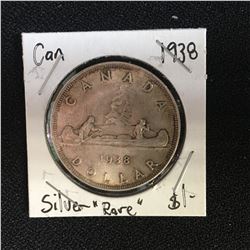 Can 1938
CANADA
1938
DOLLAR
Silver "Rare" $1-